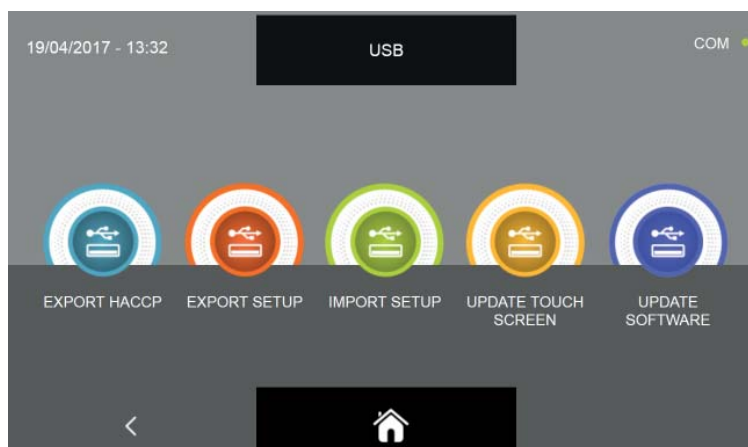 19/04/2017 - 13:32
USB
COM
EXPORT HACCP
EXPORT SETUP
IMPORT SETUP
UPDATE TOUCH
SCREEN
UPDATE
SOFTWARE